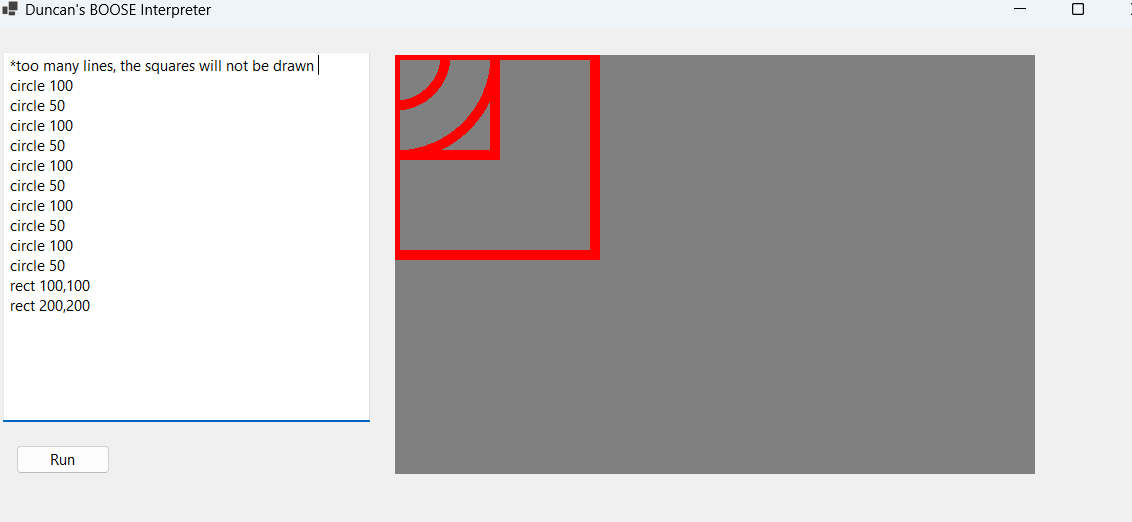 Duncan's BOOSE Interpreter
*too many lines, the squares will not be drawn
circle 100
circle 50
circle 100
circle 50
circle 100
circle 50
circle 100
circle 50
circle 100
circle 50
rect 100,100
rect 200,200
Run